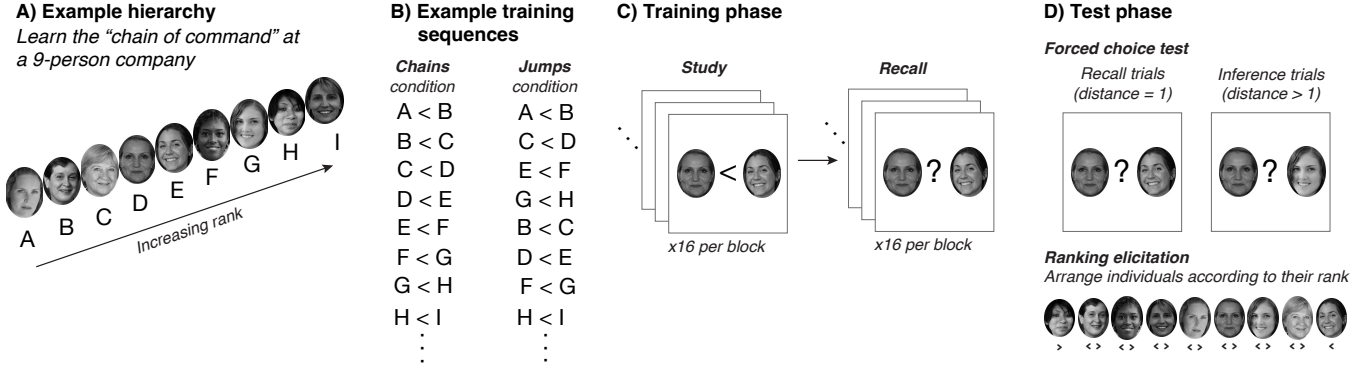 A) Example hierarchy
Learn the “chain of command” at
a 9-person company
A
B
C
D
E
F
G
H
I
Increasing rank
B) Example training
sequences
Chains
condition
A < B
B < C
C < D
D < E
E < F
F < G
G < H
H < I
Jumps
condition
A < B
C < D
E < F
G < H
B < C
D < E
F < G
H < I
C) Training phase
Study
<
x16 per block
Recall
?
x16 per block
D) Test phase
Forced choice test
Recall trials
(distance = 1)
?
Inference trials
(distance > 1)
?
Ranking elicitation
Arrange individuals according to their rank
> < > < > < > < > < > < > < > <